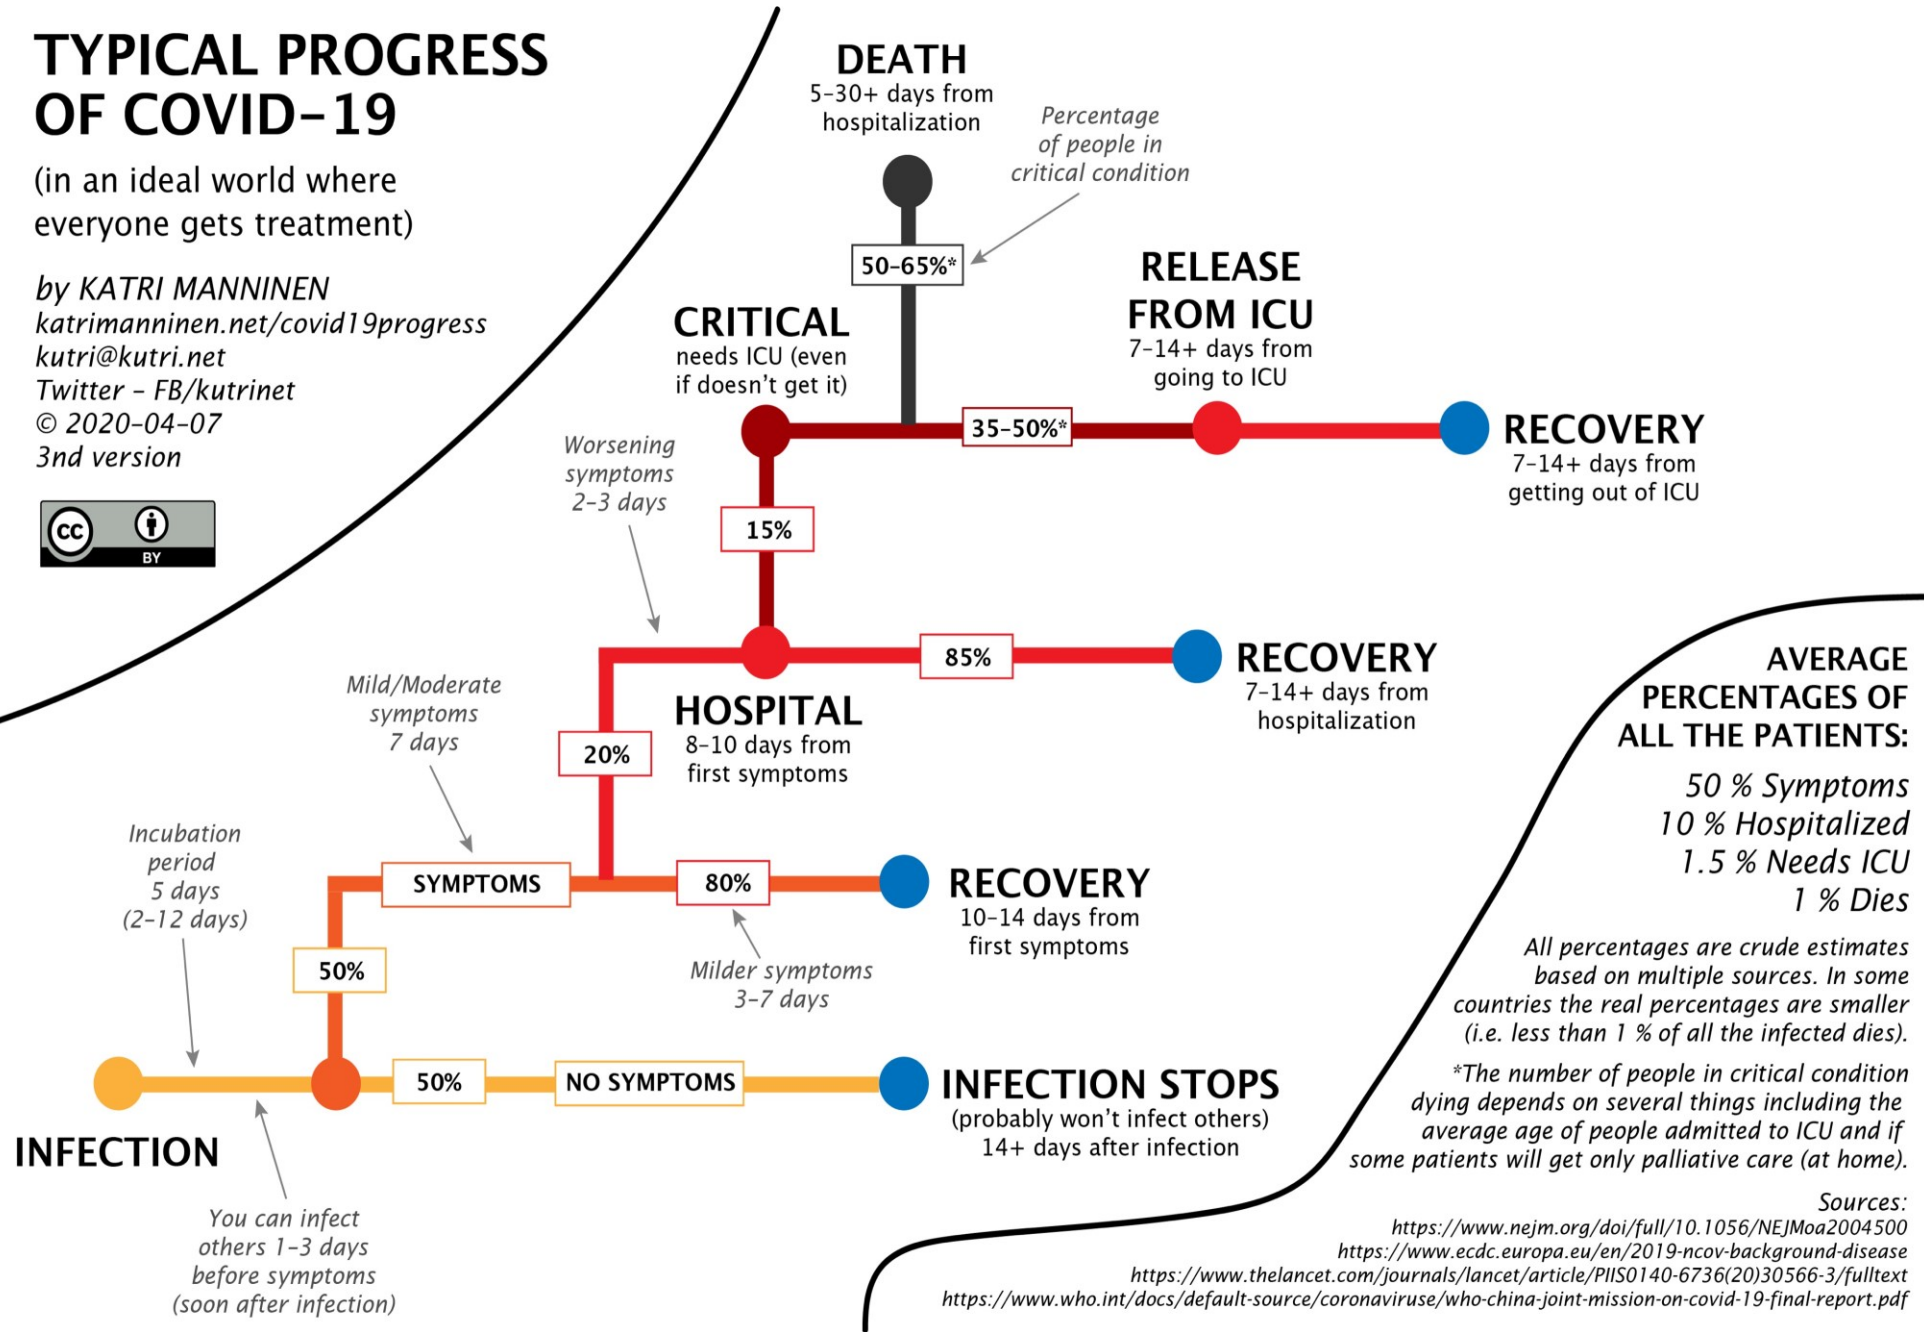 TYPICAL PROGRESS
OF COVID-19
(in an ideal world where
everyone gets treatment)
by KATRI MANNINEN
katrimanninen.net/covid19progress
kutri@kutri.net
Twitter – FB/kutrinet
© 2020-04-07
3nd version
cc
BY
DEATH
5–30+ days from
hospitalization
Percentage
of people in
critical condition
50–65%*
CRITICAL
needs ICU (even
if doesn't get it)
RELEASE
FROM ICU
7–14+ days from
going to ICU
35–50%*
RECOVERY
7–14+ days from
getting out of ICU
Worsening
symptoms
2–3 days
15%
85%
RECOVERY
7–14+ days from
hospitalization
HOSPITAL
8–10 days from
first symptoms
Mild/Moderate
symptoms
7 days
20%
SYMPTOMS
80%
RECOVERY
10–14 days from
first symptoms
Milder symptoms
3–7 days
Incubation
period
5 days
(2–12 days)
50%
50%
NO SYMPTOMS
INFECTION STOPS
(probably won't infect others)
14+ days after infection
INFECTION
You can infect
others 1–3 days
before symptoms
(soon after infection)
AVERAGE
PERCENTAGES OF
ALL THE PATIENTS:
50 % Symptoms
10 % Hospitalized
1.5 % Needs ICU
1 % Dies
All percentages are crude estimates
based on multiple sources. In some
countries the real percentages are smaller
(i.e. less than 1 % of all the infected dies).
*The number of people in critical condition
dying depends on several things including the
average age of people admitted to ICU and if
some patients will get only palliative care (at home).
Sources:
https://www.nejm.org/doi/full/10.1056/NEJMoa2004500
https://www.ecdc.europa.eu/en/2019-ncov-background-disease
https://www.thelancet.com/journals/lancet/article/PIIS0140-6736(20)30566-3/fulltext
https://www.who.int/docs/default-source/coronaviruse/who-china-joint-mission-on-covid-19-final-report.pdf